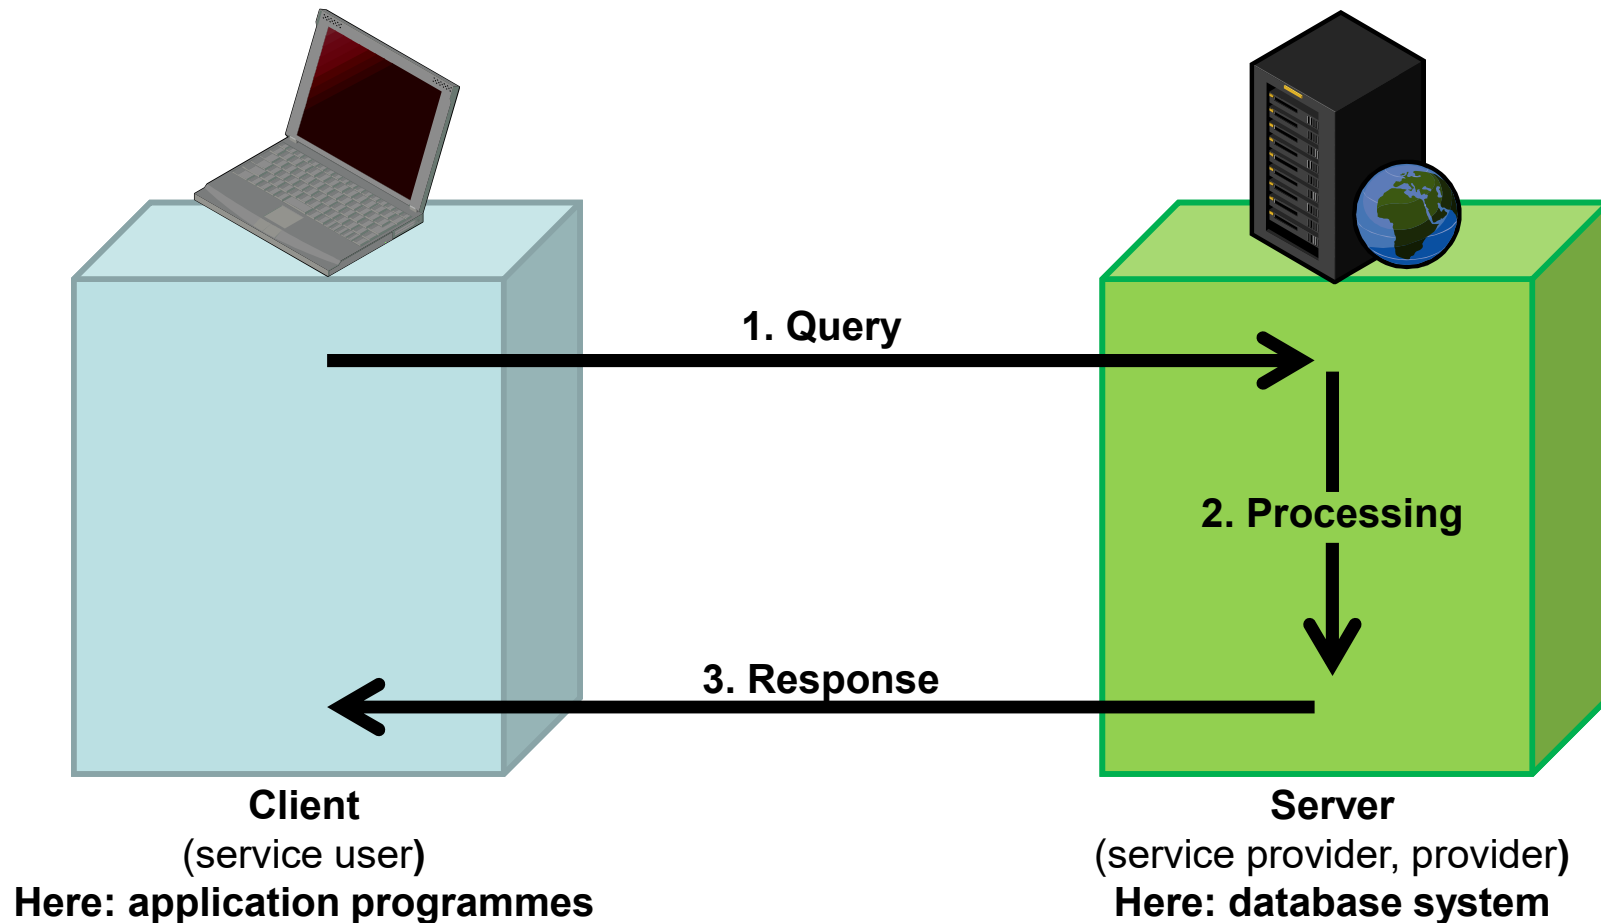 1. Query
2. Processing
3. Response
Client
(service user)
Here: application programmes
Server
(service provider, provider)
Here: database system